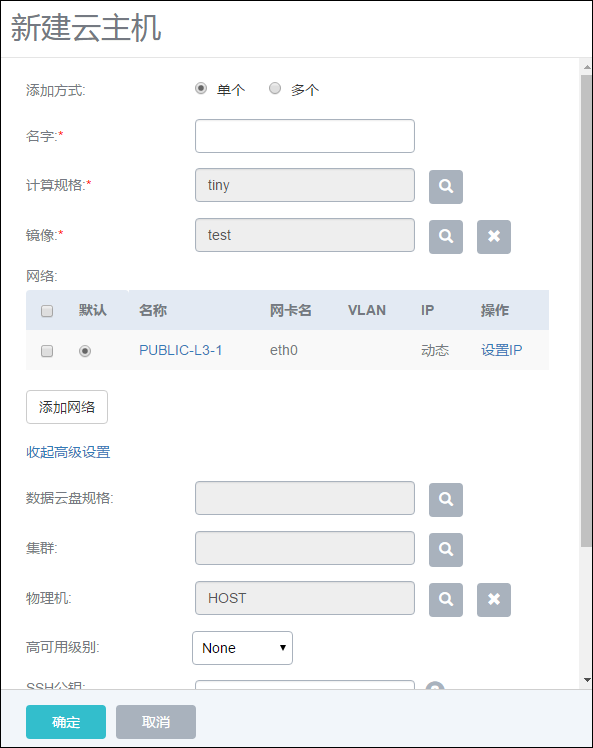 新建云主机
添加方式: 单个 多个
名字:*
计算规格:* tiny
镜像:* test
网络:
默认 名称 网卡名 VLAN IP 操作
PUBLIC-L3-1 eth0 动态 设置IP
添加网络
收起高级设置
数据云盘规格:
集群:
物理机: HOST
高可用级别: None
SSH公钥:
确定 取消